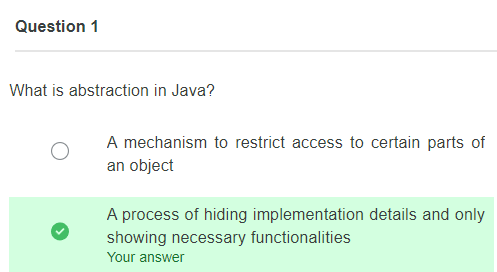 Question 1
What is abstraction in Java?
A mechanism to restrict access to certain parts of
an object
A process of hiding implementation details and only
showing necessary functionalities
Your answer